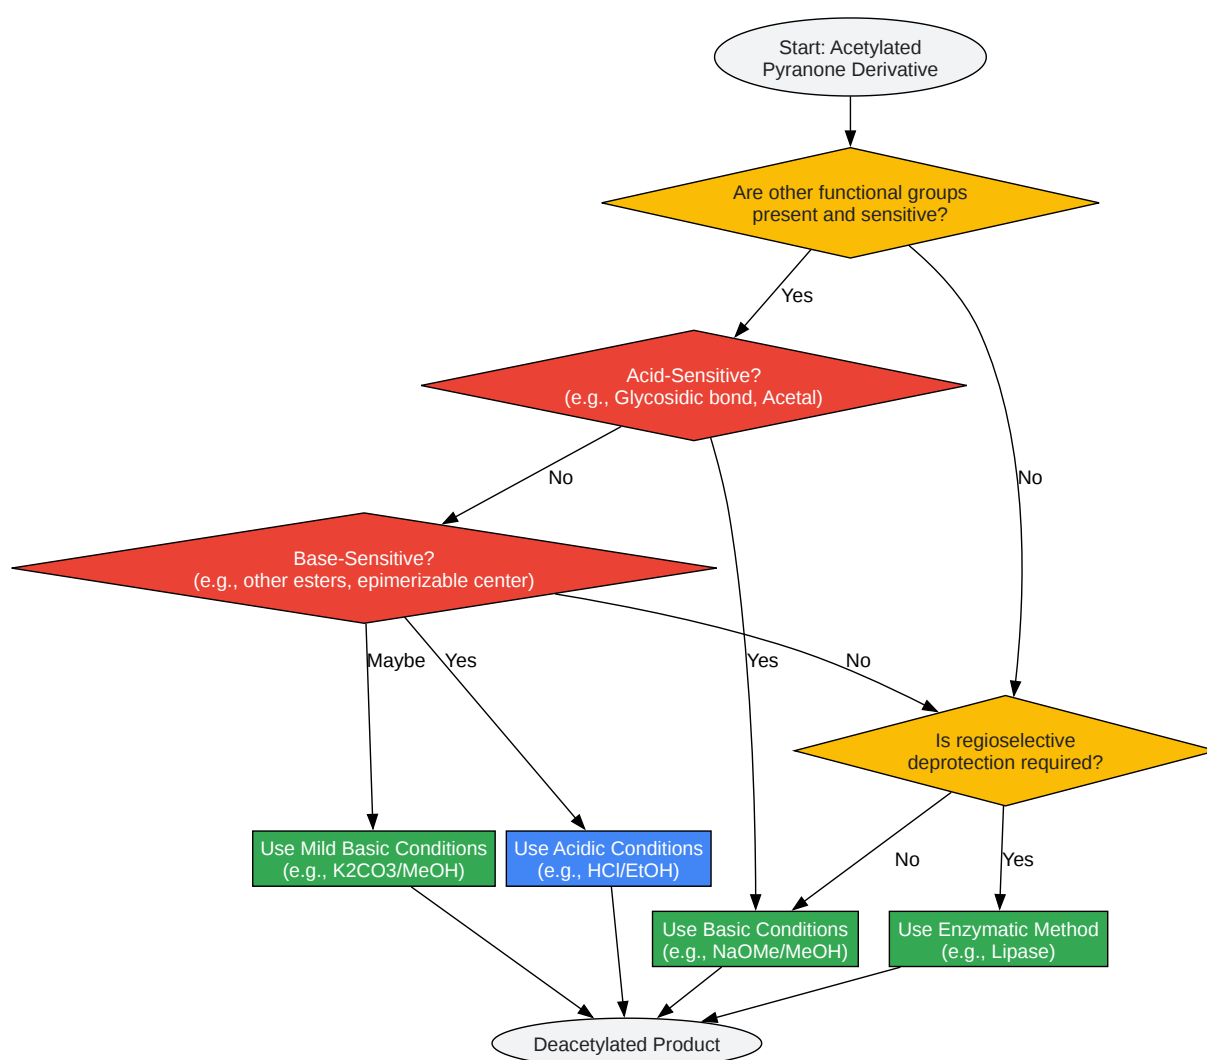 Start: Acetylated
Pyranone Derivative
Are other functional groups
present and sensitive?
Yes
Acid-Sensitive?
(e.g., Glycosidic bond, Acetal)
No
No
Base-Sensitive?
(e.g., other esters, epimerizable center)
Maybe
Yes
No
Yes
Is regioselective
deprotection required?
Use Mild Basic Conditions
(e.g., K2CO3/MeOH)
Use Acidic Conditions
(e.g., HCl/EtOH)
No
Yes
Use Basic Conditions
(e.g., NaOMe/MeOH)
Use Enzymatic Method
(e.g., Lipase)
Deacetylated Product